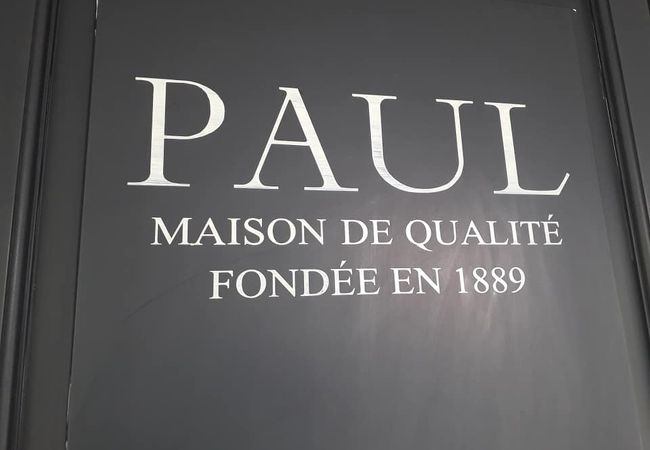 PAUL
MAISON DE QUALITÉ
FONDÉE EN 1889